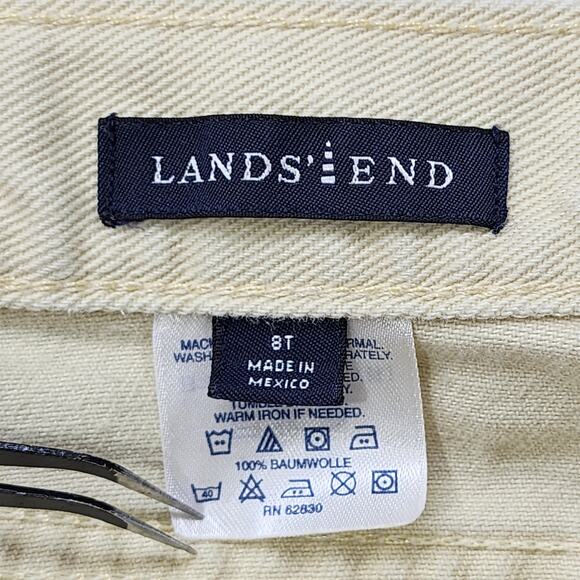 LANDS' END
8T
MADE IN
MEXICO
WARM IRON IF NEEDED.
100% BAUMWOLLE
40
RN 62830